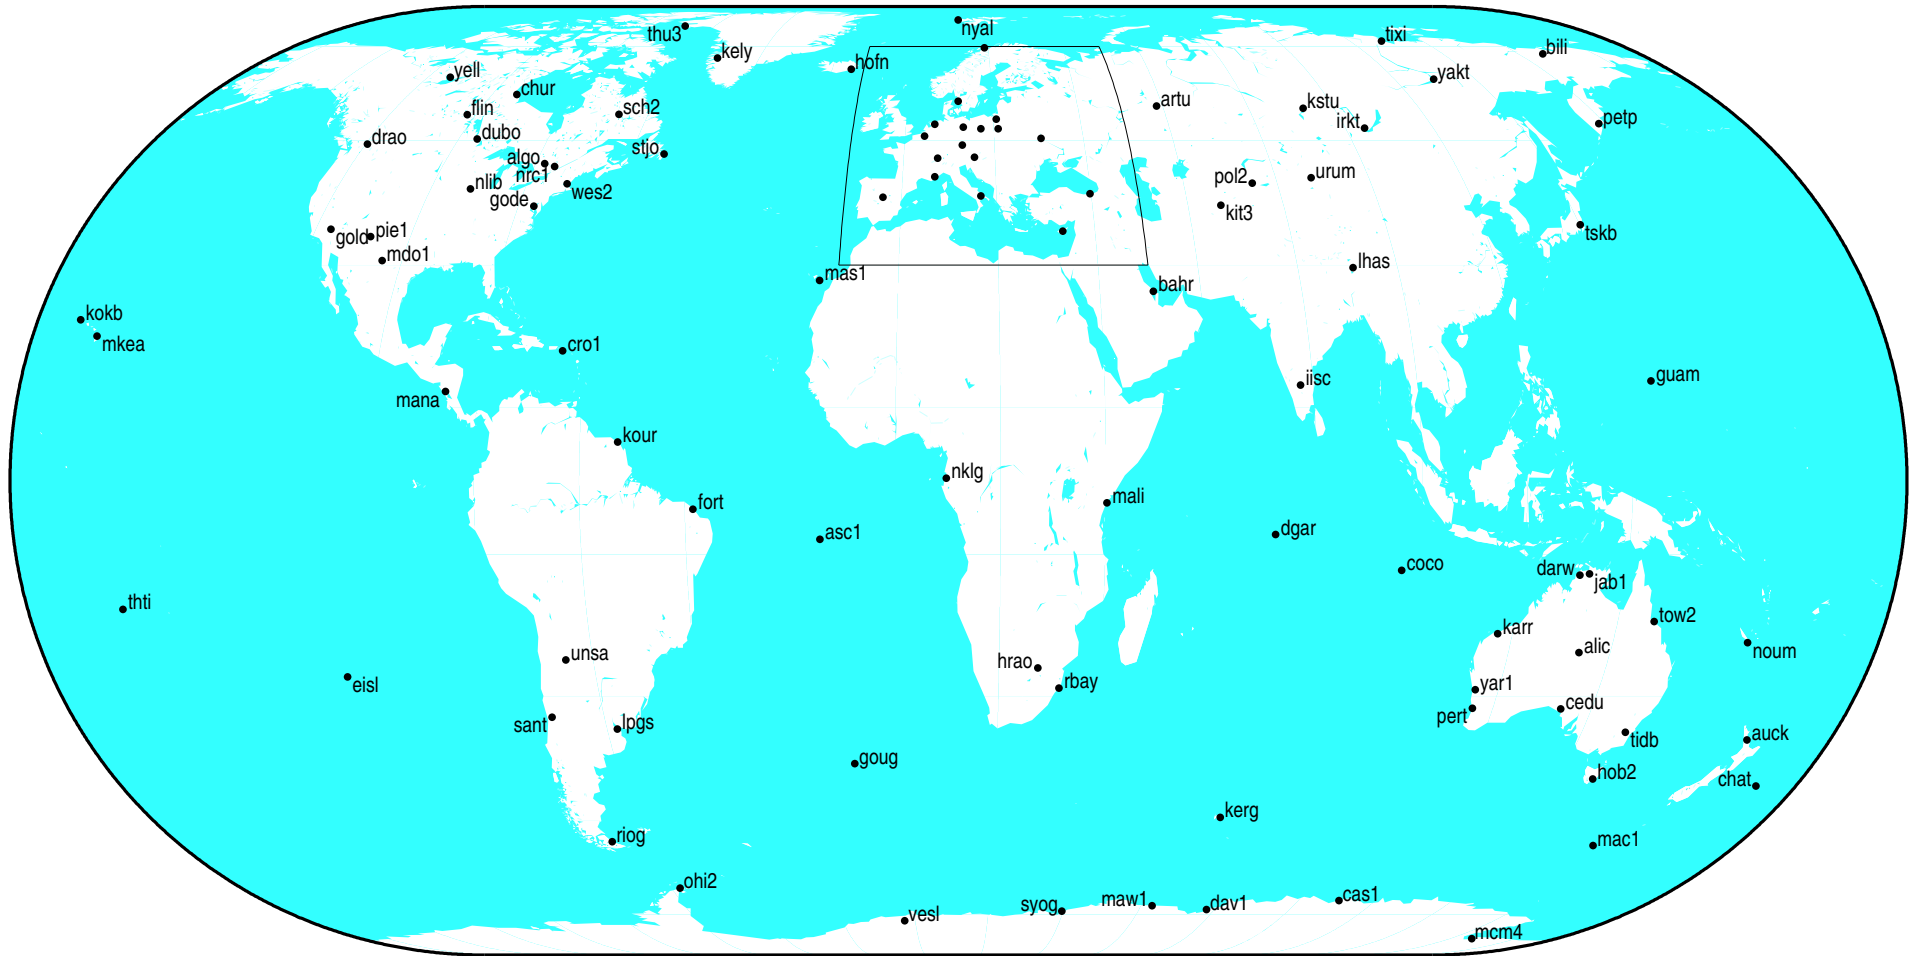 nyal
thu3
tixi
bili
kely
hofn
yell
yakt
chur
artu
flin
sch2
kstu
petp
irkt
drao
dubo
stjo
algo
nrc1
nlib
wes2
gode
pol2
urum
kit3
gold
pie1
mdo1
tskb
lhas
mas1
bahr
kokb
mkea
cro1
iisc
guam
mana
kour
nklg
fort
mali
asc1
dgar
coco
darw
jab1
thti
tow2
karr
alic
noum
unsa
hrao
eisl
rbay
yar1
cedu
pert
sant
lpgs
tidb
auck
goug
hob2
chat
kerg
riog
mac1
ohi2
vesl
syog
maw1
dav1
cas1
mcm4